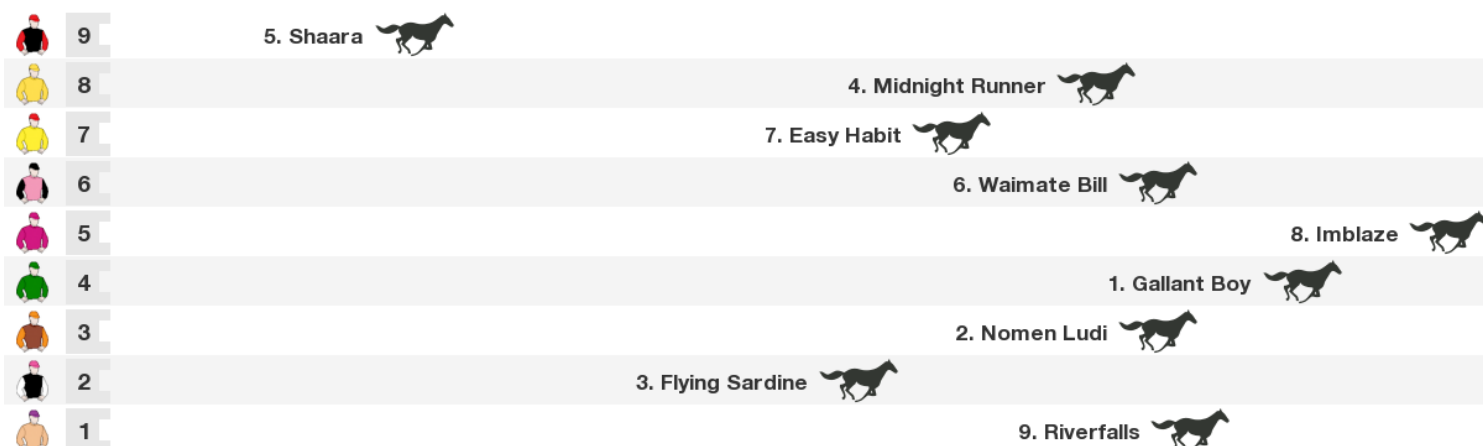 9 5. Shaara
8 4. Midnight Runner
7 7. Easy Habit
6 6. Waimate Bill
5 8. Imblaze
4 1. Gallant Boy
3 2. Nomen Ludi
2 3. Flying Sardine
1 9. Riverfalls